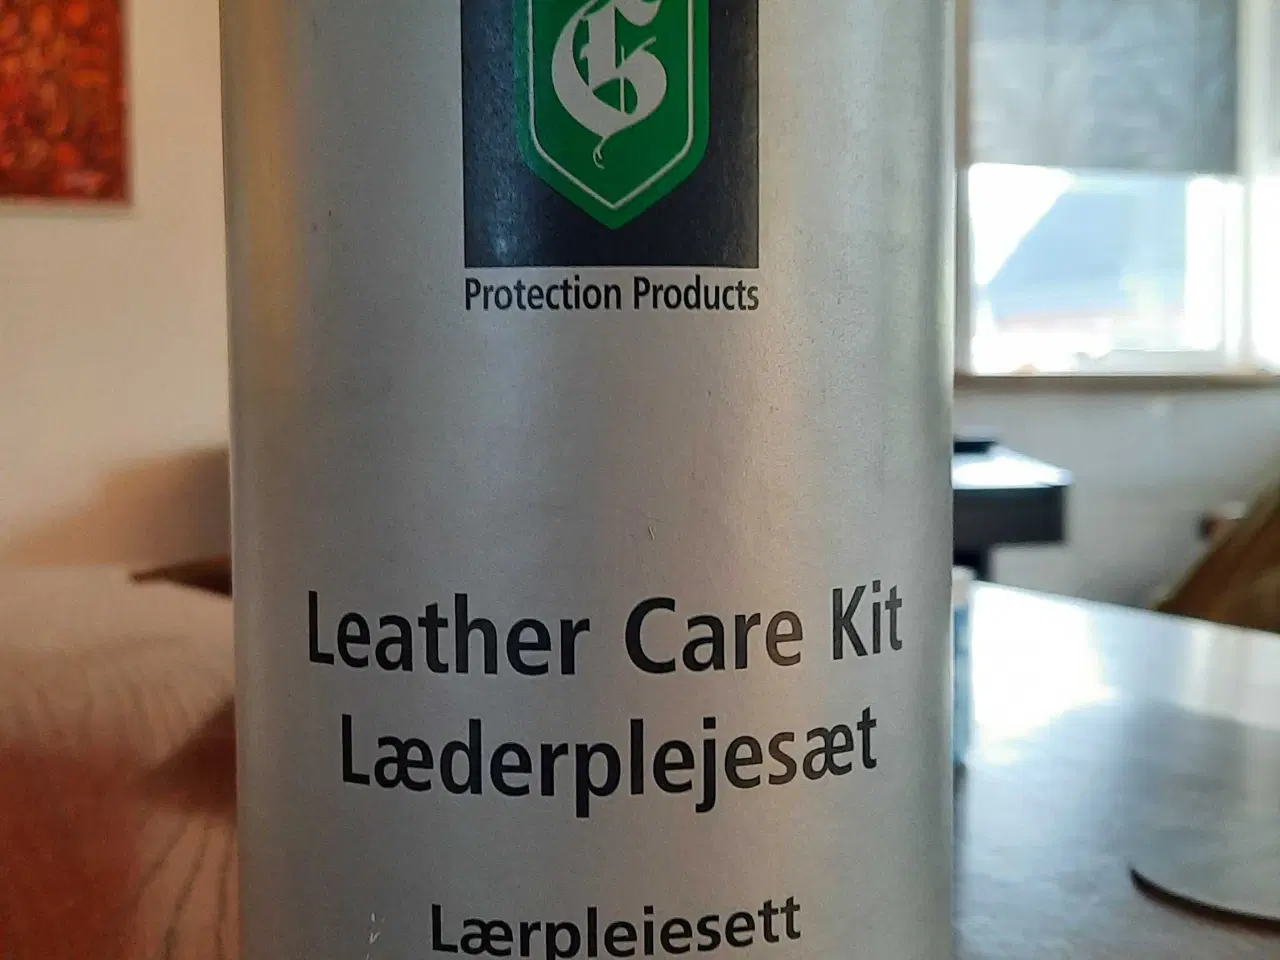 G
Protection Products
Leather Care Kit
Læderplejesæt
Lærpleiesett